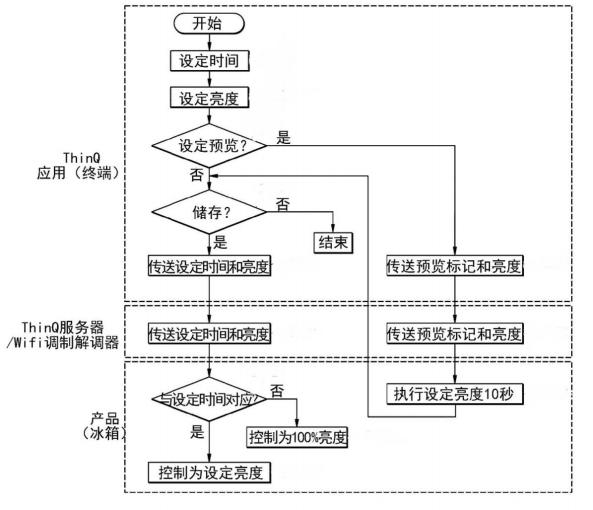 开始
设定时间
设定亮度
设定预览？
是
ThinQ
应用（终端）
否
储存？
否
是
结束
传送设定时间和亮度
传送预览标记和亮度
ThinQ服务器
/Wifi调制解调器
传送设定时间和亮度
传送预览标记和亮度
与设定时间对应？
否
执行设定亮度10秒
产品
（冰箱）
是
控制为100%亮度
控制为设定亮度